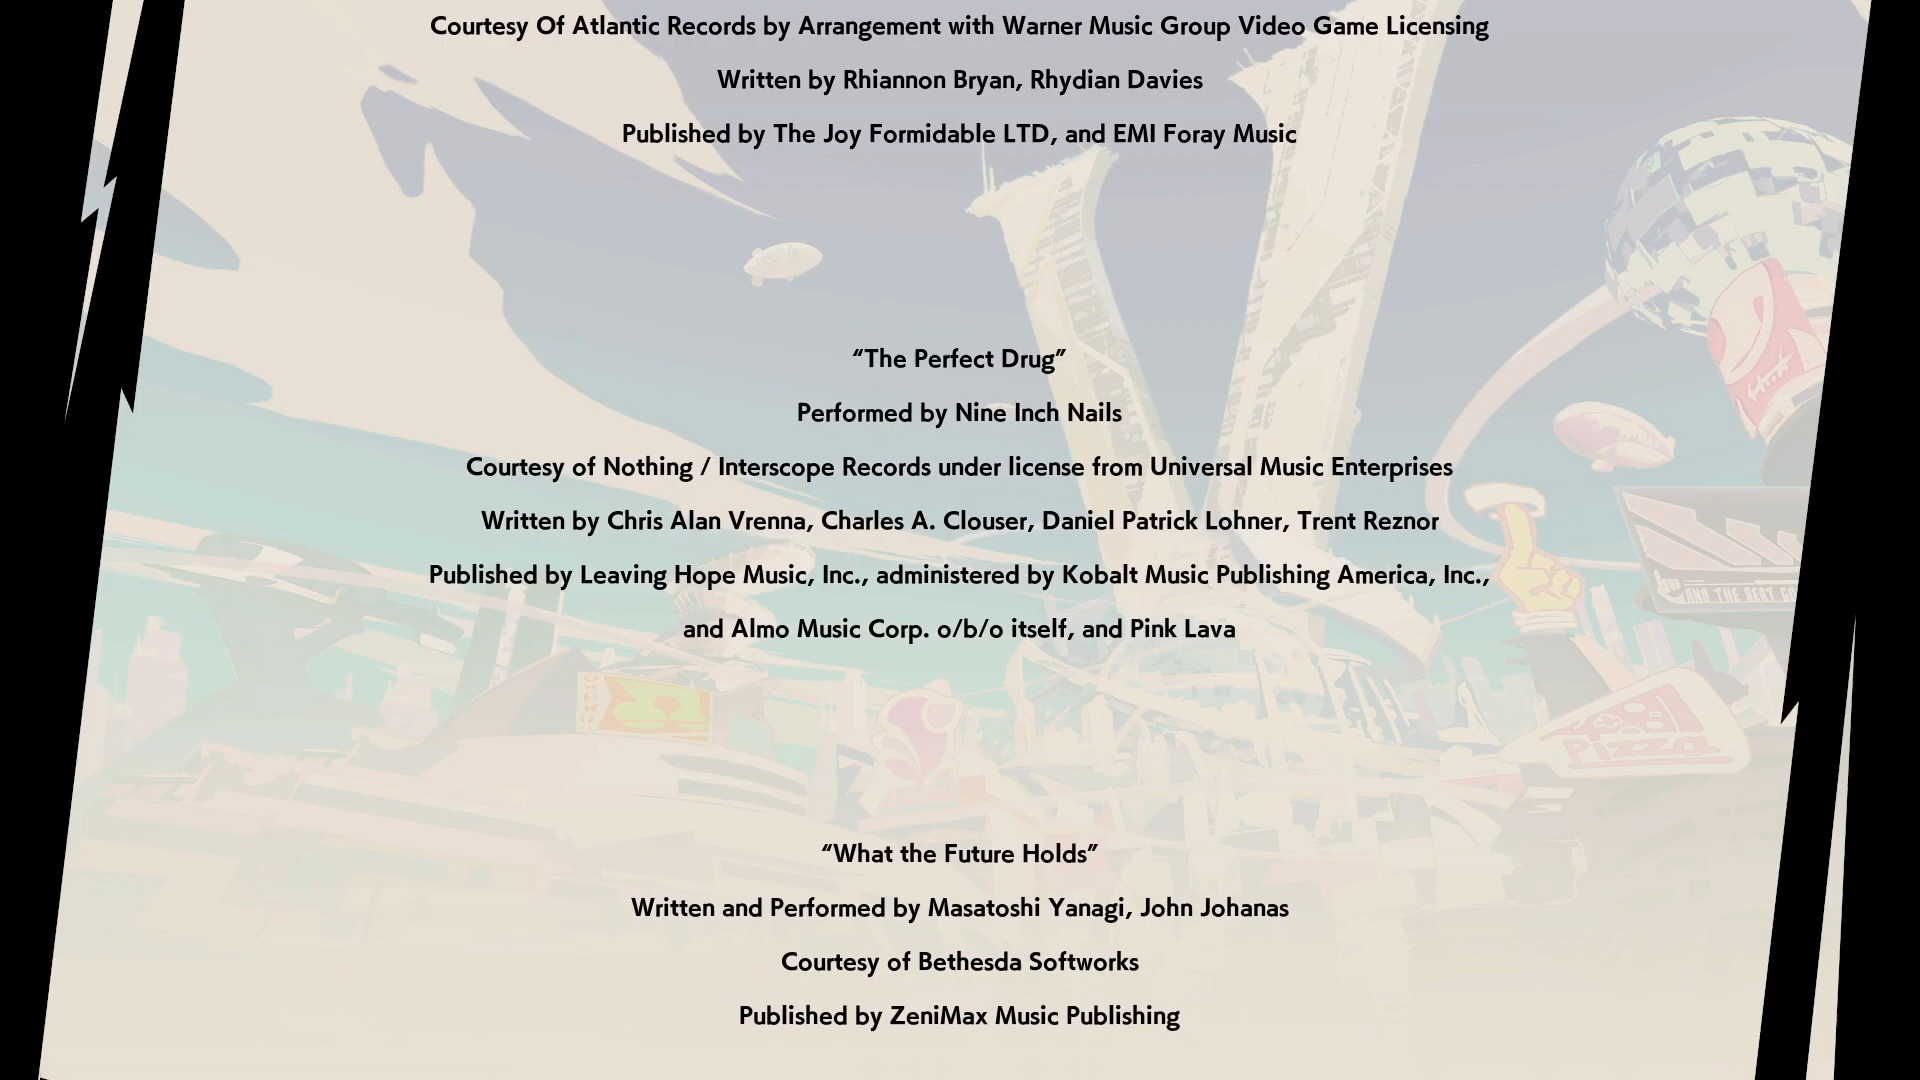 Courtesy Of Atlantic Records by Arrangement with Warner Music Group Video Game Licensing
Written by Rhiannon Bryan, Rhydian Davies
Published by The Joy Formidable LTD, and EMI Foray Music
“The Perfect Drug”
Performed by Nine Inch Nails
Courtesy of Nothing / Interscope Records under license from Universal Music Enterprises
Written by Chris Alan Vrenna, Charles A. Clouser, Daniel Patrick Lohner, Trent Reznor
Published by Leaving Hope Music, Inc., administered by Kobalt Music Publishing America, Inc.,
and Almo Music Corp. o/b/o itself, and Pink Lava
“What the Future Holds”
Written and Performed by Masatoshi Yanagi, John Johanas
Courtesy of Bethesda Softworks
Published by ZeniMax Music Publishing
AND THE BEAT GO
Pizza